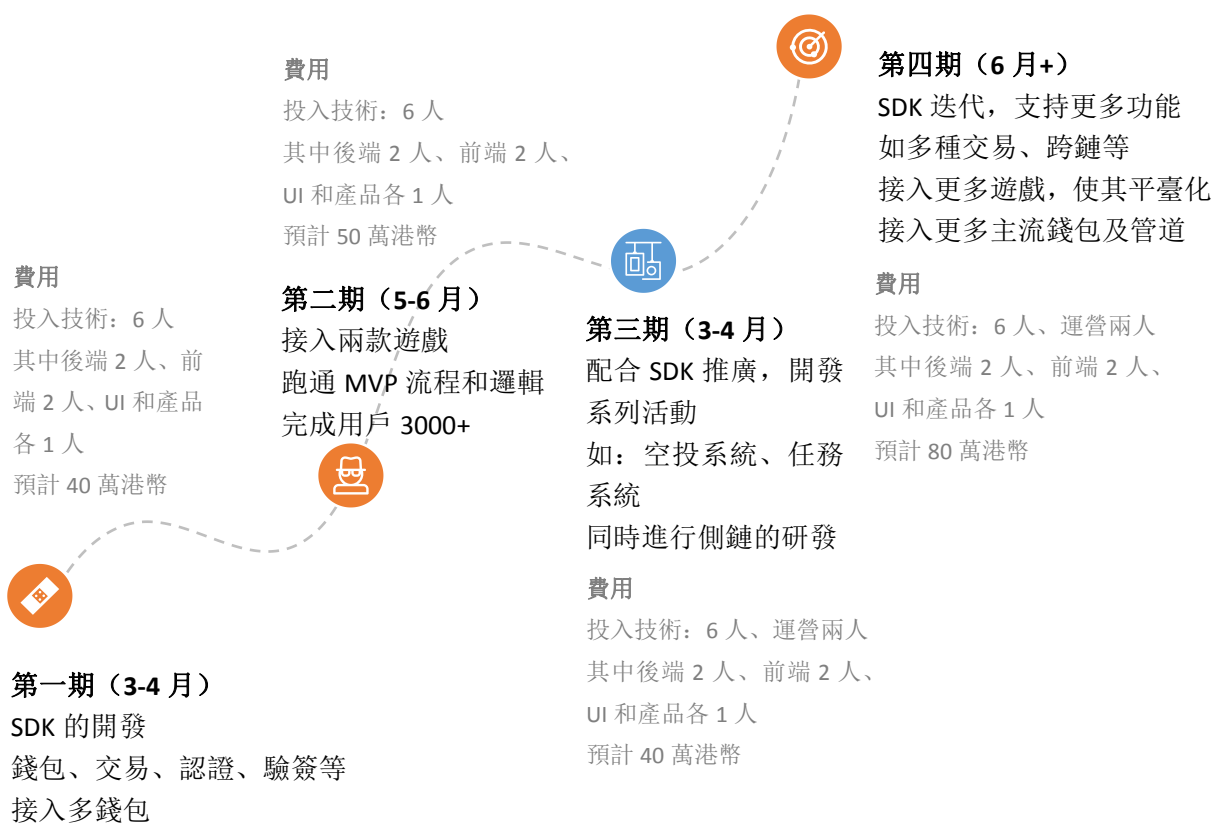 第一期（3-4 月）
SDK 的開發
錢包、交易、認證、驗簽等
接入多錢包
費用
投入技術：6 人
其中後端 2 人、前
端 2 人、UI 和產品
各 1 人
預計 40 萬港幣
第二期（5-6 月）
接入兩款遊戲
跑通 MVP 流程和邏輯
完成用戶 3000+
費用
投入技術：6 人
其中後端 2 人、前端 2 人、
UI 和產品各 1 人
預計 50 萬港幣
第三期（3-4 月）
配合 SDK 推廣，開發
系列活動
如：空投系統、任務
系統
同時進行側鏈的研發
費用
投入技術：6 人、運營兩人
其中後端 2 人、前端 2 人、
UI 和產品各 1 人
預計 40 萬港幣
第四期（6 月+）
SDK 迭代，支持更多功能
如多種交易、跨鏈等
接入更多遊戲，使其平臺化
接入更多主流錢包及管道
費用
投入技術：6 人、運營兩人
其中後端 2 人、前端 2 人、
UI 和產品各 1 人
預計 80 萬港幣